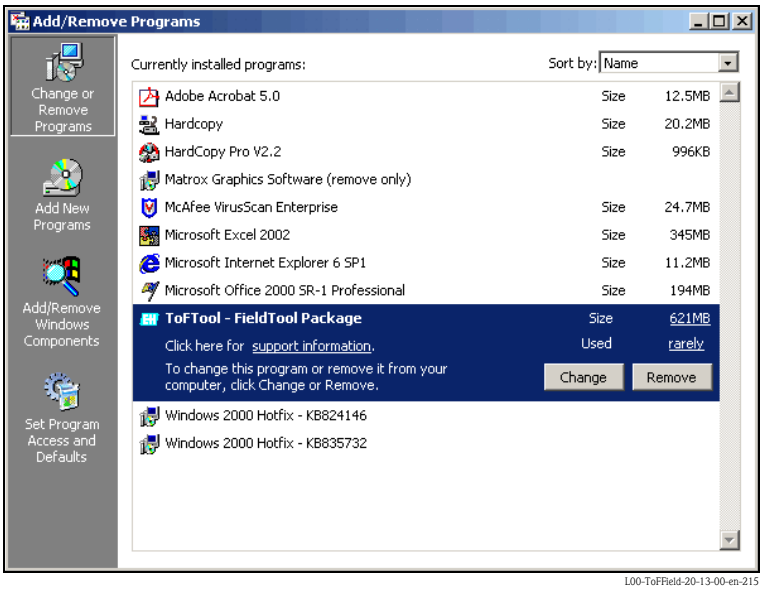 Add/Remove Programs
Change or
Remove
Programs
Add New
Programs
Add/Remove
Windows
Components
Set Program
Access and
Defaults
Currently installed programs:
Sort by: Name
Adobe Acrobat 5.0 Size 12.5MB
Hardcopy Size 20.2MB
HardCopy Pro V2.2 Size 996KB
Matrox Graphics Software (remove only)
McAfee VirusScan Enterprise Size 24.7MB
Microsoft Excel 2002 Size 345MB
Microsoft Internet Explorer 6 SP1 Size 11.2MB
Microsoft Office 2000 SR-1 Professional Size 194MB
ToFTool - FieldTool Package Size 621MB
Click here for support information. Used rarely
To change this program or remove it from your
computer, click Change or Remove.
Change Remove
Windows 2000 Hotfix - KB824146
Windows 2000 Hotfix - KB835732
L00-ToFField-20-13-00-en-215